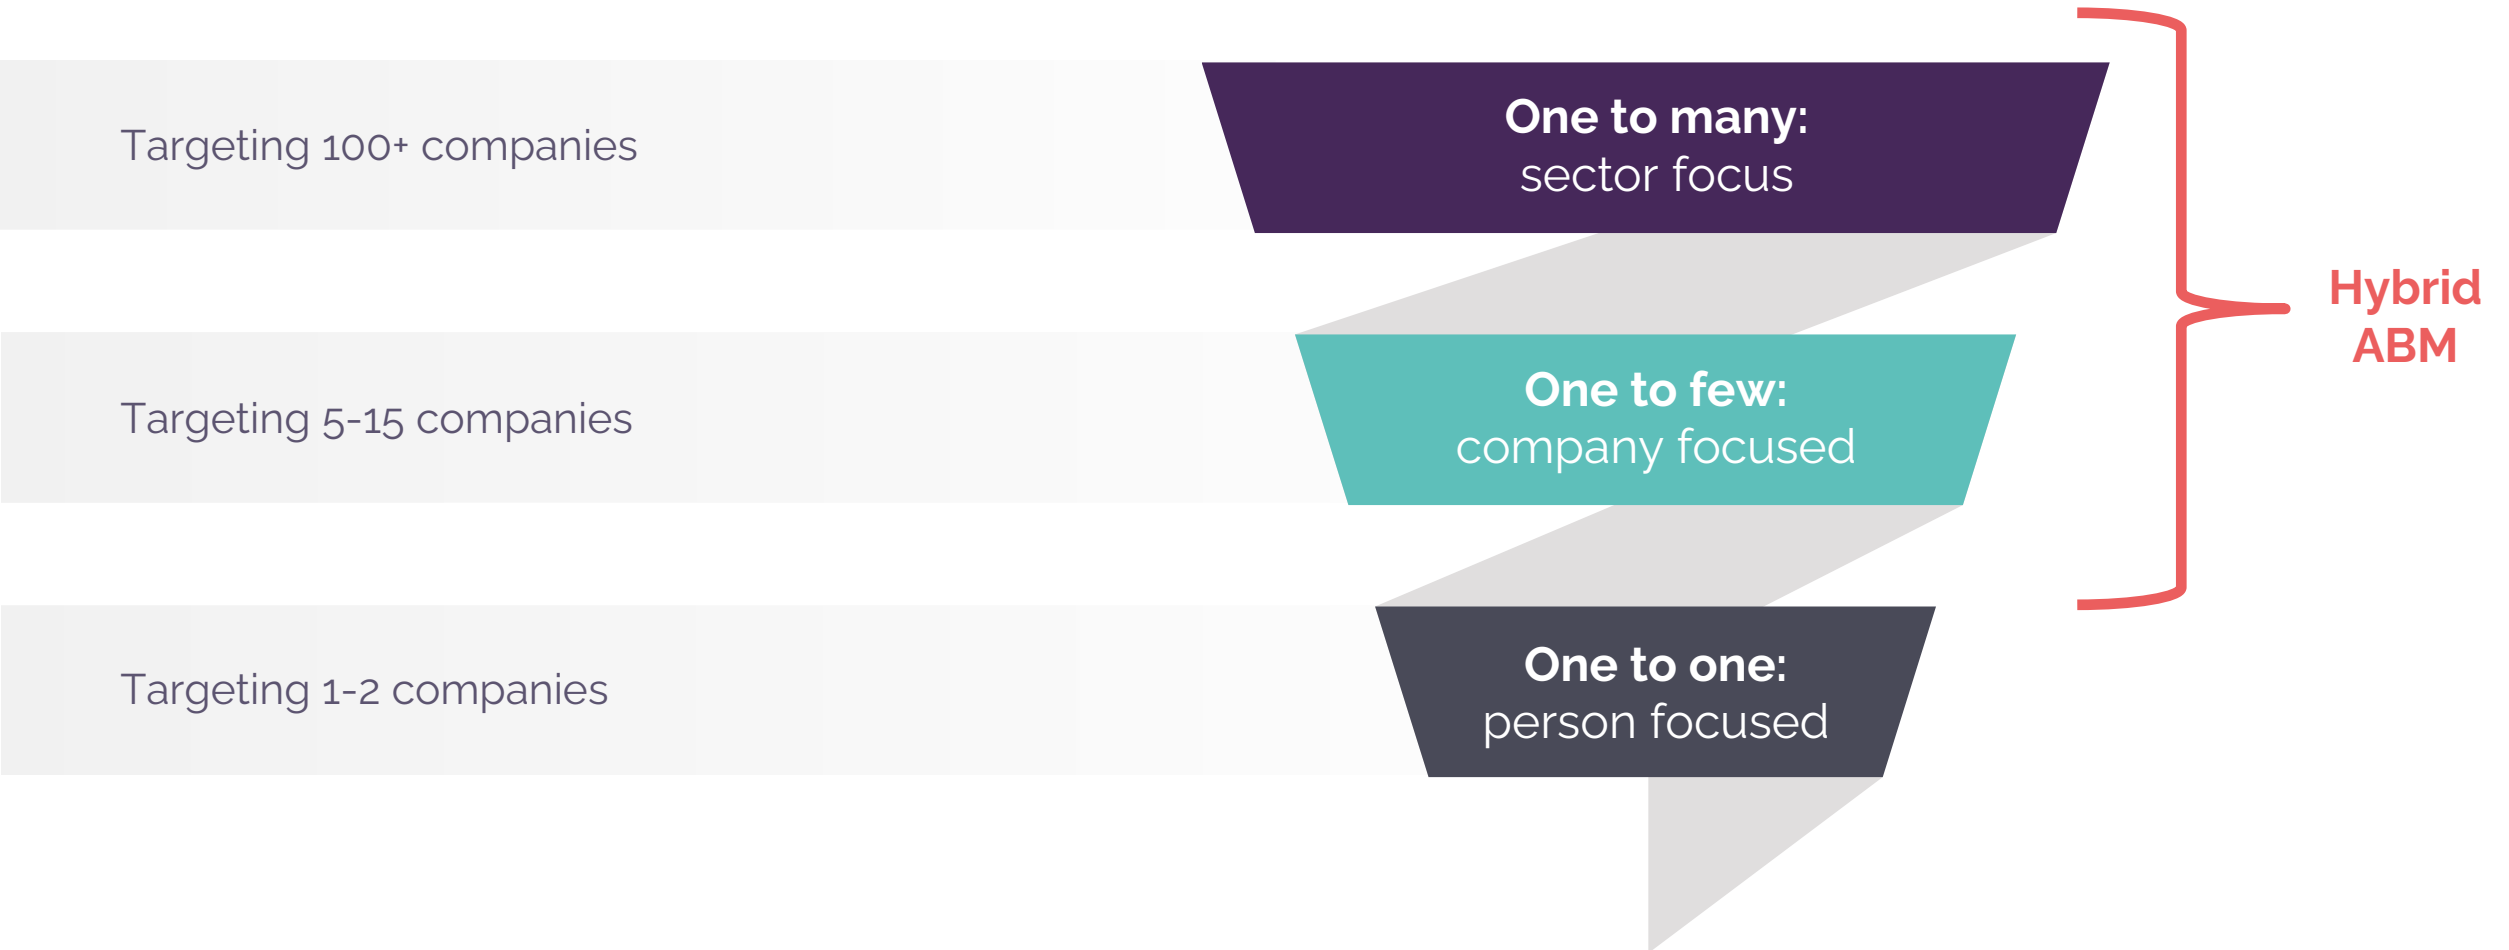 Targeting 100+ companies
One to many:
sector focus
Hybrid
ABM
Targeting 5-15 companies
One to few:
company focused
Targeting 1-2 companies
One to one:
person focused